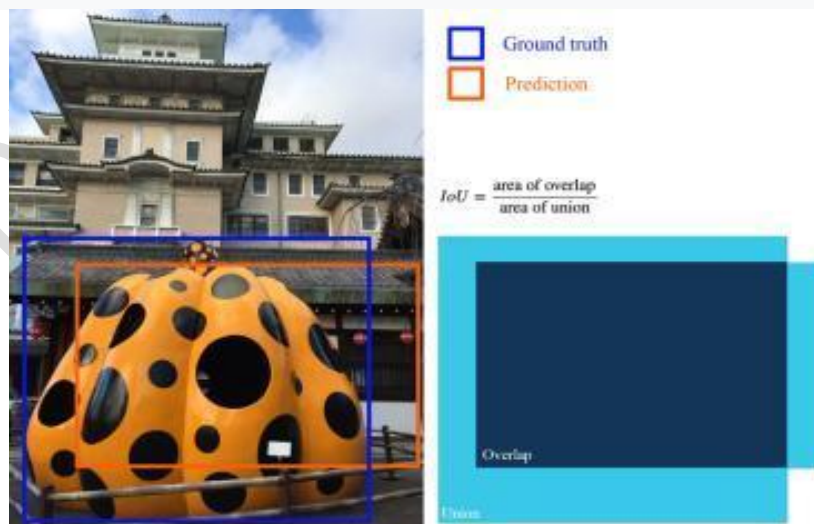 Ground truth
Prediction
IoU = area of overlap / area of union
Overlap
Union